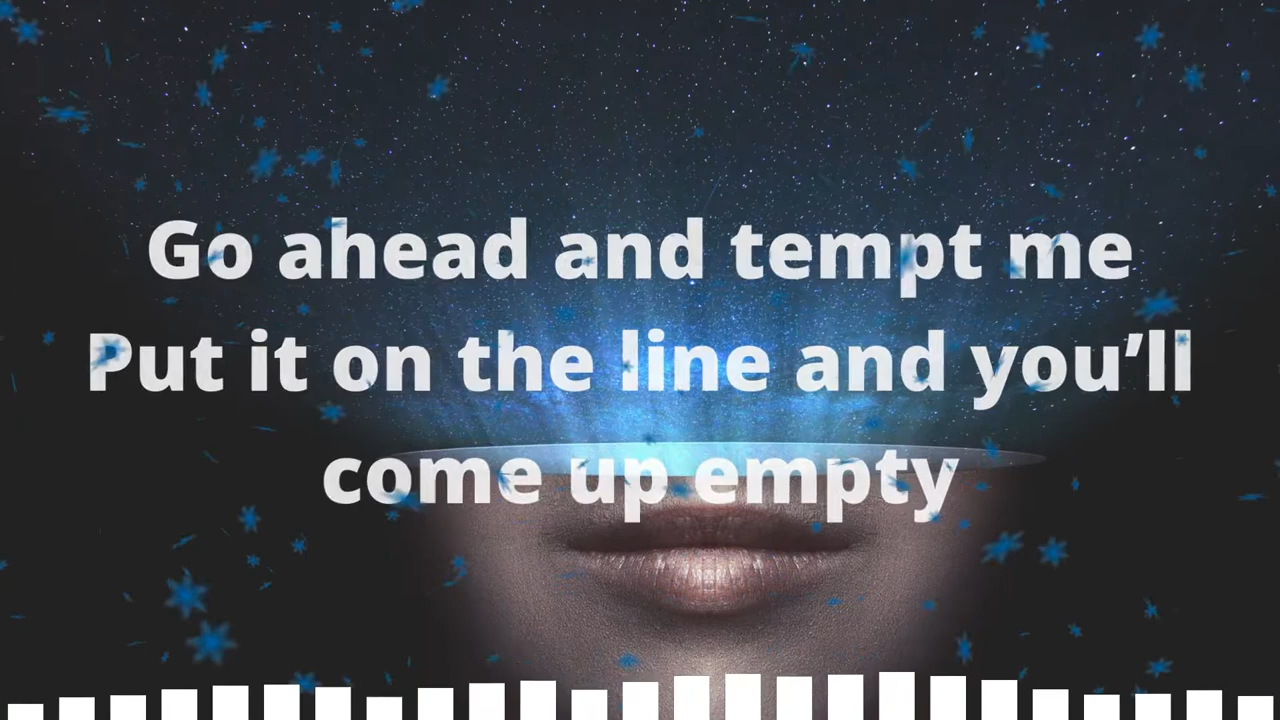 Go ahead and tempt me
Put it on the line and you’ll
come up empty